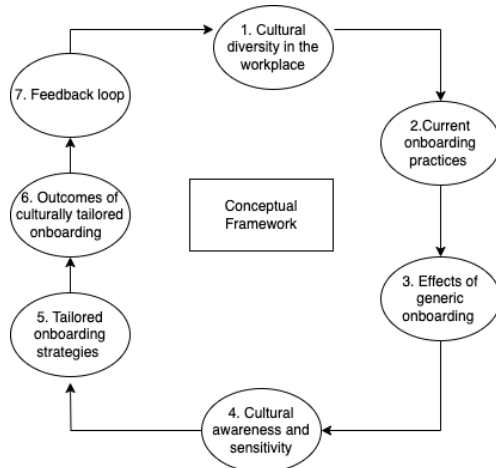 1. Cultural
diversity in the
workplace
2.Current
onboarding
practices
3. Effects of
generic
onboarding
4. Cultural
awareness and
sensitivity
5. Tailored
onboarding
strategies
6. Outcomes of
culturally tailored
onboarding
7. Feedback loop
Conceptual
Framework